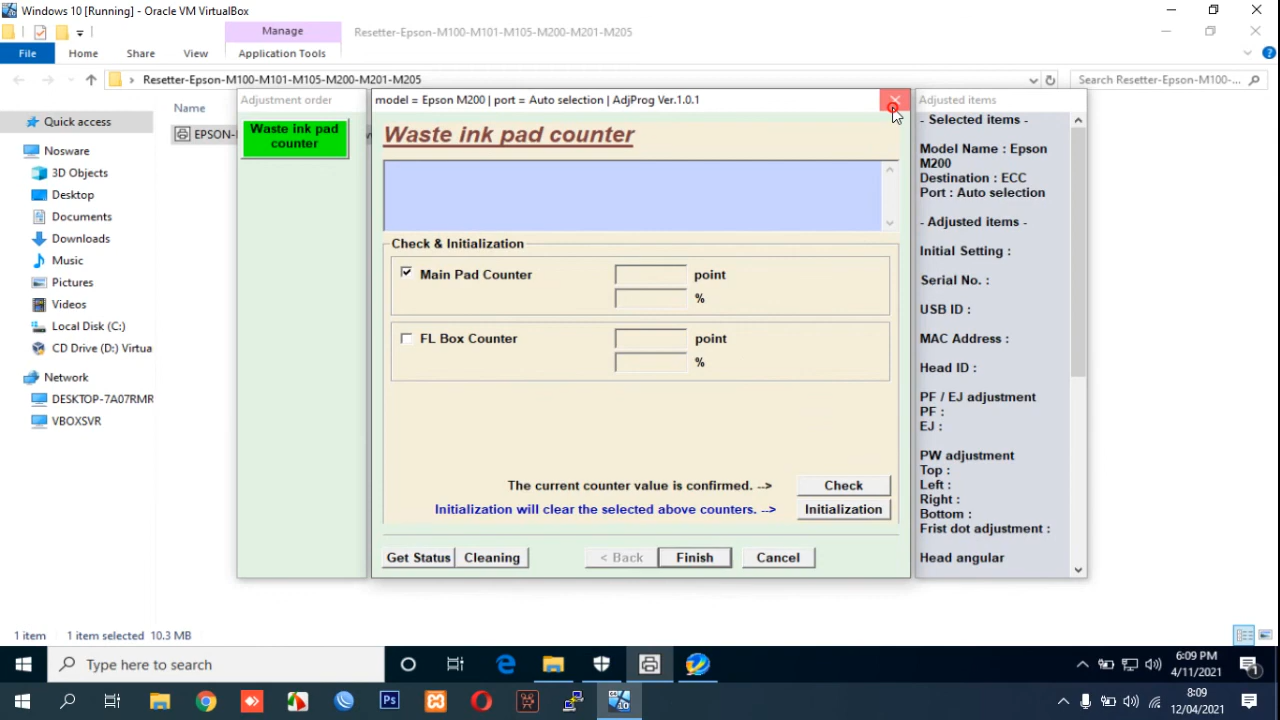 Windows 10 [Running] - Oracle VM VirtualBox
Manage
Resetter-Epson-M100-M101-M105-M200-M201-M205
File
Home
Share
View
Application Tools
Resetter-Epson-M100-M101-M105-M200-M201-M205
Search Resetter-Epson-M100-...
Name
EPSON-
Quick access
Nosware
3D Objects
Desktop
Documents
Downloads
Music
Pictures
Videos
Local Disk (C:)
CD Drive (D:) Virtua
Network
DESKTOP-7A07RMR
VBOXSVR
Adjustment order
Waste ink pad
counter
model = Epson M200 | port = Auto selection | AdjProg Ver.1.0.1
Waste ink pad counter
Check & Initialization
Main Pad Counter
point
%
FL Box Counter
point
%
The current counter value is confirmed. -->
Check
Initialization will clear the selected above counters. -->
Initialization
Get Status
Cleaning
< Back
Finish
Cancel
Adjusted items
- Selected items -
Model Name : Epson
M200
Destination : ECC
Port : Auto selection
- Adjusted items -
Initial Setting :
Serial No. :
USB ID :
MAC Address :
Head ID :
PF / EJ adjustment
PF :
EJ :
PW adjustment
Top :
Left :
Right :
Bottom :
Frist dot adjustment :
Head angular
1 item
1 item selected 10.3 MB
Type here to search
6:09 PM
4/11/2021
8:09
12/04/2021